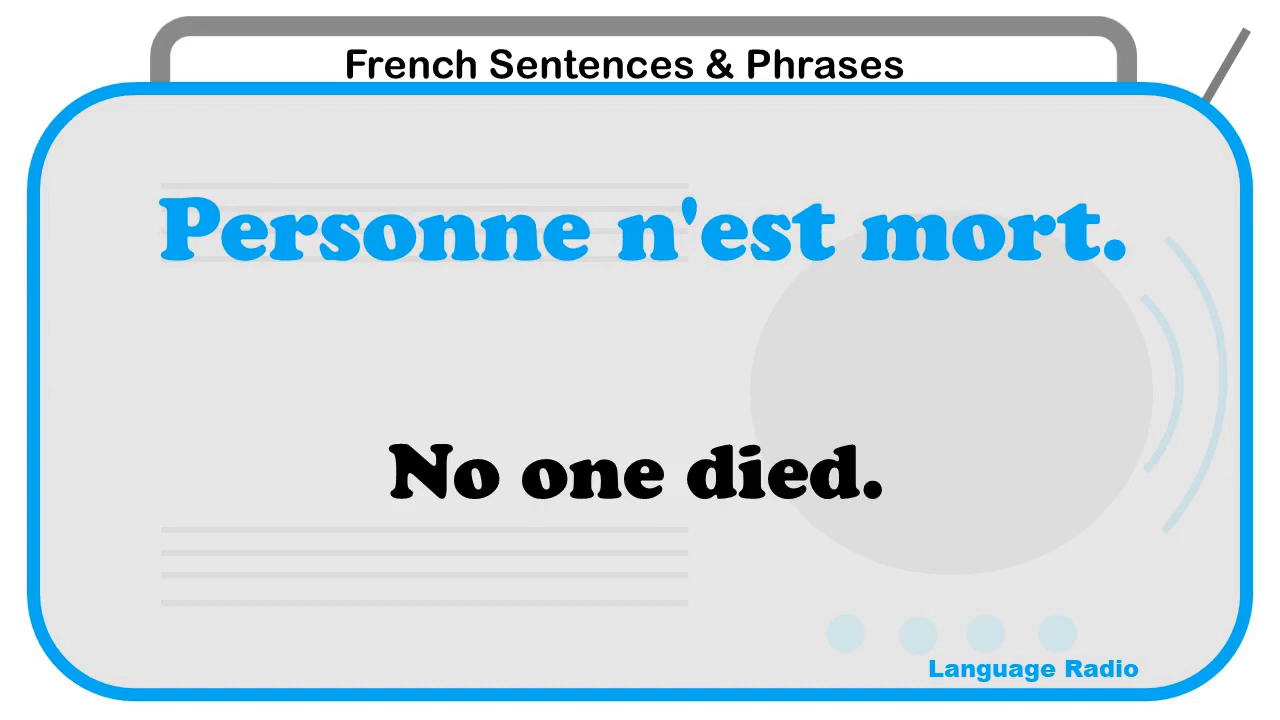 French Sentences & Phrases
Personne n'est mort.
No one died.
Language Radio